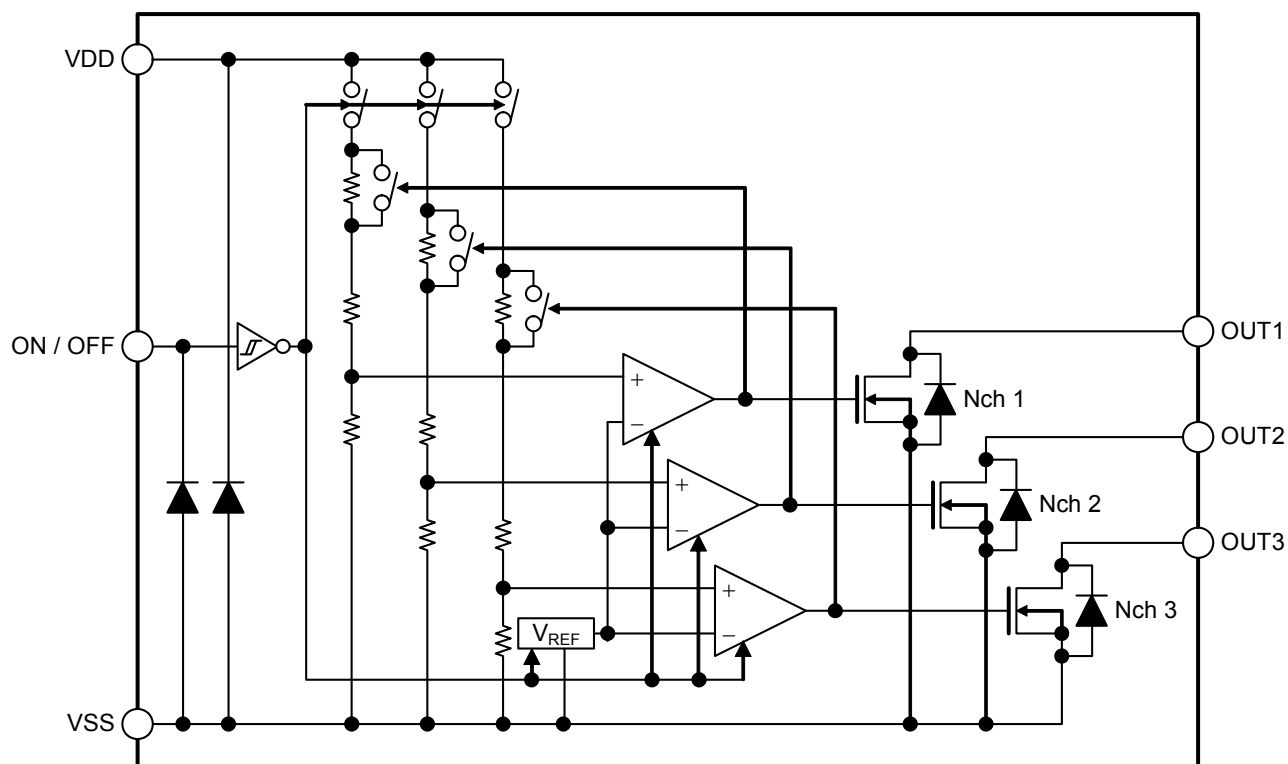 VDD
ON / OFF
VSS
+
−
+
−
+
−
VREF
Nch 1
Nch 2
Nch 3
OUT1
OUT2
OUT3